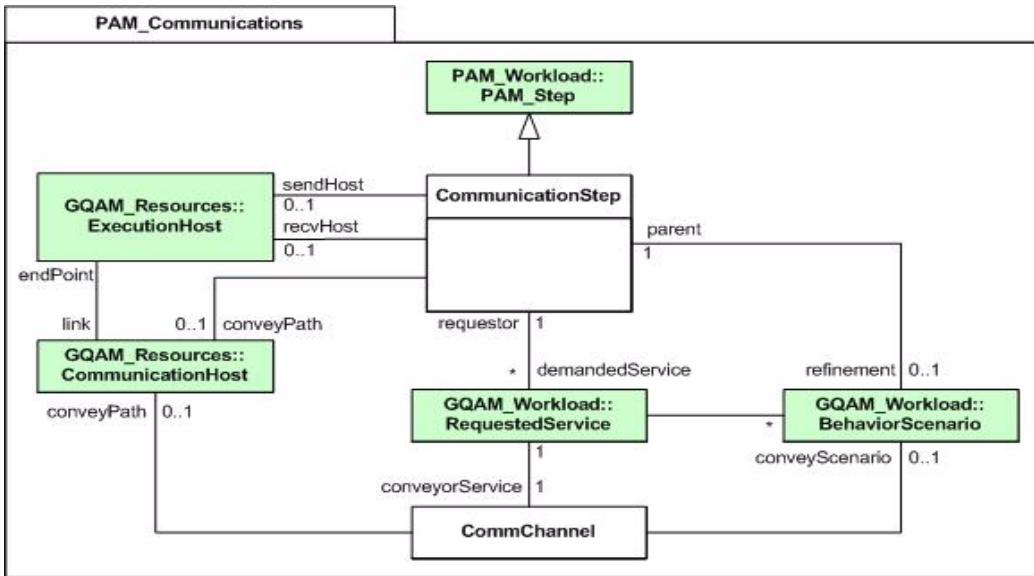 PAM_Communications
PAM_Workload::
PAM_Step
sendHost
0..1
recvHost
0..1
GQAM_Resources::
ExecutionHost
CommunicationStep
parent
1
endPoint
link
0..1 conveyPath
requestor 1
GQAM_Resources::
CommunicationHost
* demandedService
refinement 0..1
conveyPath 0..1
GQAM_Workload::
RequestedService
*
GQAM_Workload::
BehaviorScenario
1
conveyScenario 0..1
conveyorService 1
CommChannel